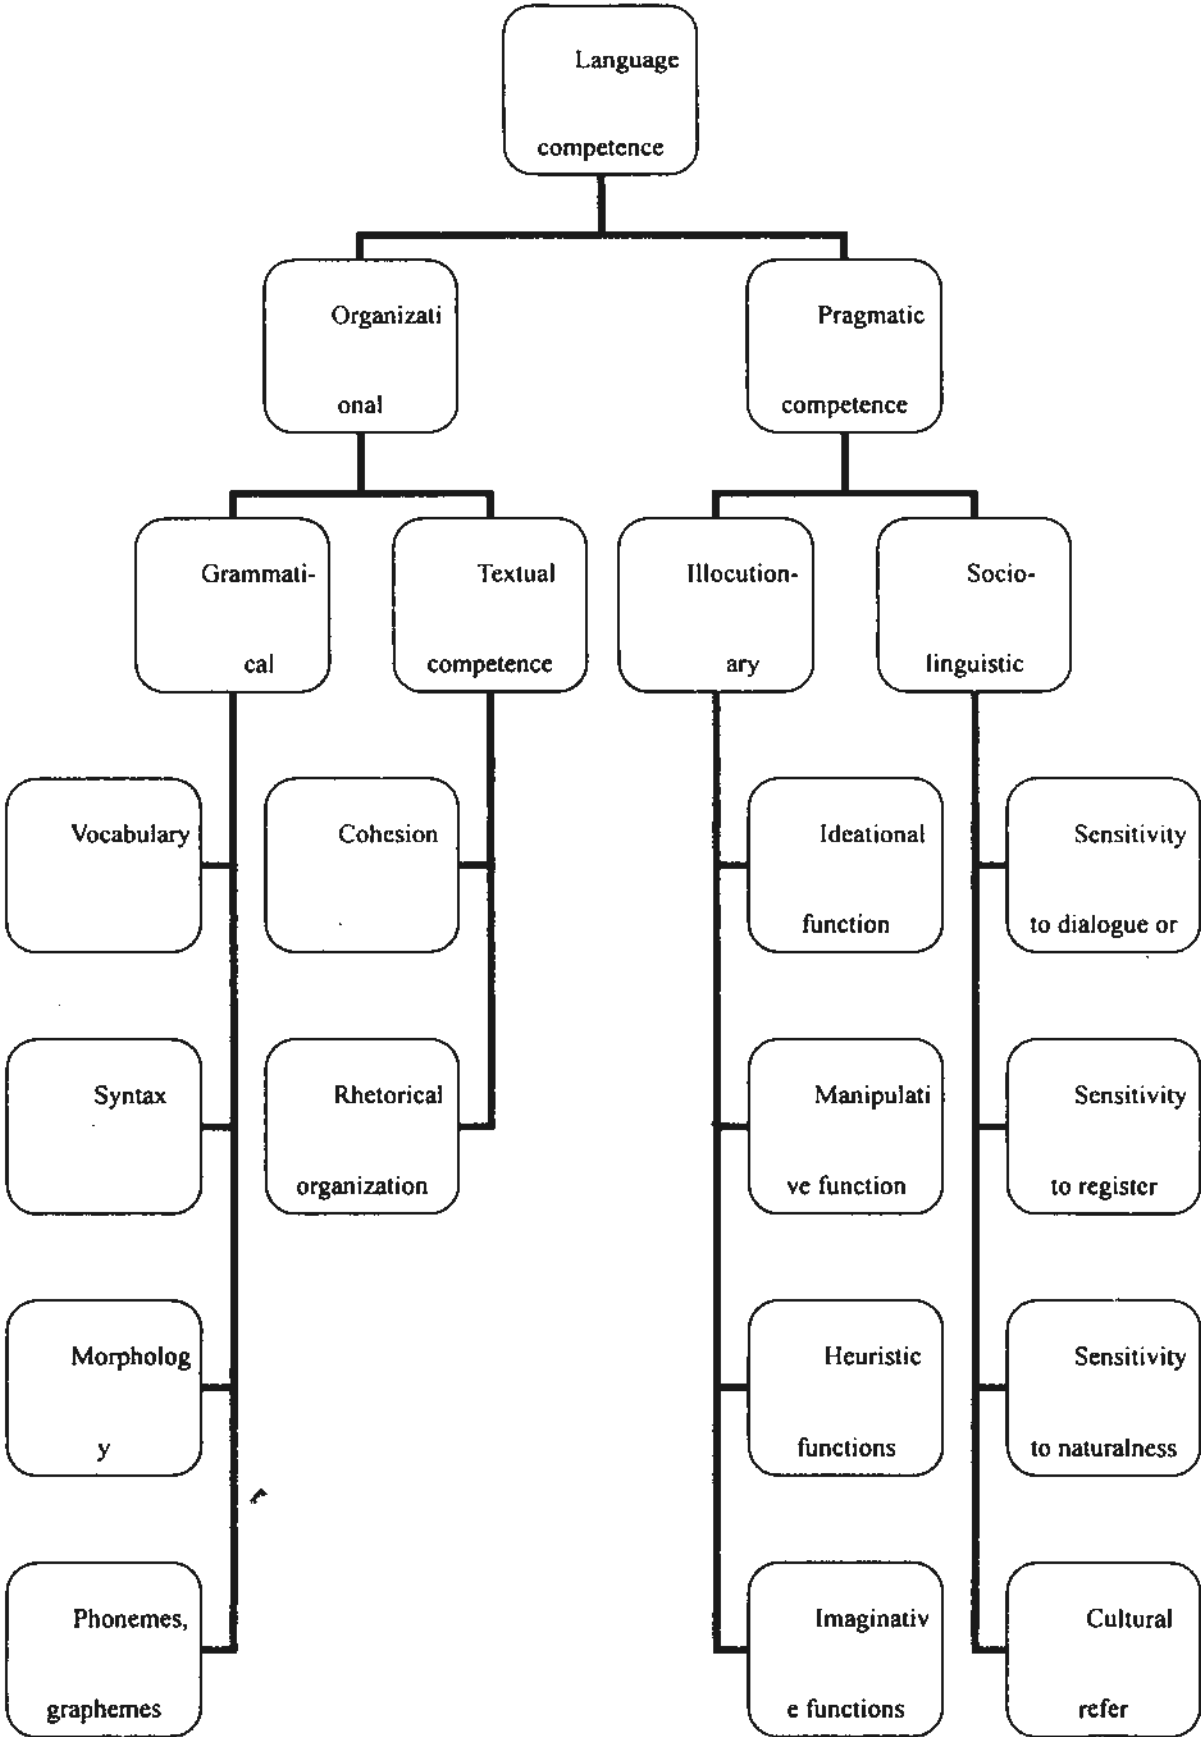 Language
competence
Organizati
onal
Pragmatic
competence
Grammati-
cal
Textual
competence
Illocution-
ary
Socio-
linguistic
Vocabulary
Cohesion
Ideational
function
Sensitivity
to dialogue or
Syntax
Rhetorical
organization
Manipulati
ve function
Sensitivity
to register
Morpholog
y
Heuristic
functions
Sensitivity
to naturalness
Phonemes,
graphemes
Imaginativ
e functions
Cultural
refer